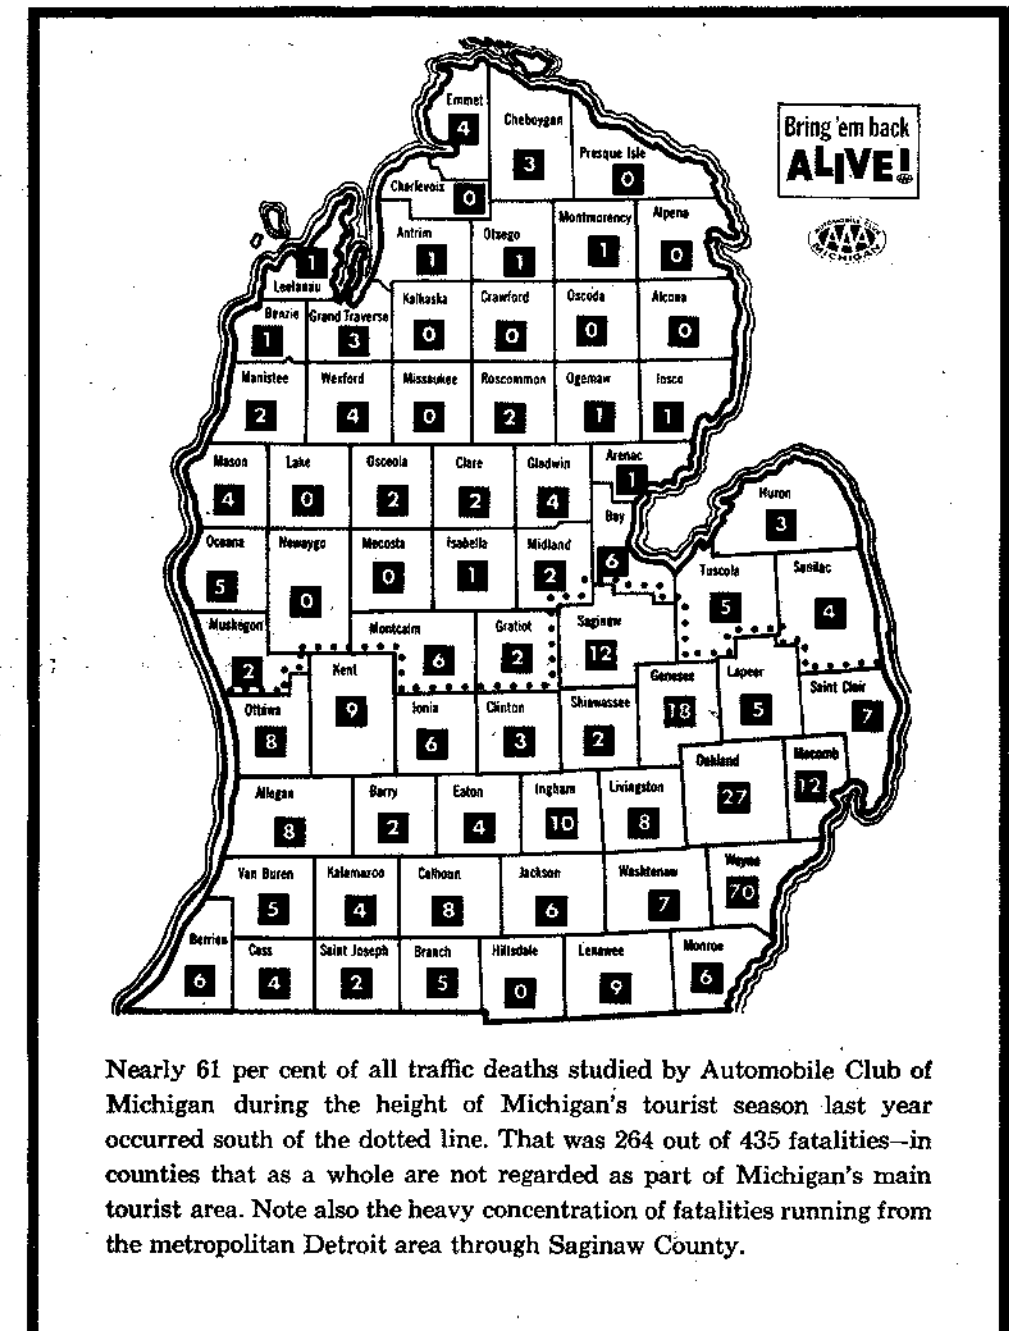 Bring 'em back
ALIVE!
AUTOMOBILE CLUB
AAA
MICHIGAN
Emmet
4
Cheboygan
3
Presque Isle
0
Charlevoix
0
Antrim
1
Otsego
1
Montmorency
1
Alpena
0
1
Leelanau
Benzie
1
Grand Traverse
3
Kalkaska
0
Crawford
0
Oscoda
0
Alcona
0
Manistee
2
Wexford
4
Missaukee
0
Roscommon
2
Ogemaw
1
Iosco
1
Mason
4
Lake
0
Osceola
2
Clare
2
Gladwin
4
Arenac
1
Huron
3
Oceana
5
Newaygo
0
Mecosta
0
Isabella
1
Midland
2
Bay
6
Tuscola
5
Sanilac
4
Muskegon
2
Montcalm
6
Gratiot
2
Saginaw
12
Ottawa
8
Kent
9
Ionia
6
Clinton
3
Shiawassee
2
Genesee
18
Lapeer
5
Saint Clair
7
Allegan
8
Barry
2
Eaton
4
Ingham
10
Livingston
8
Oakland
27
Macomb
12
Van Buren
5
Kalamazoo
4
Calhoun
8
Jackson
6
Washtenaw
7
Wayne
70
Berrien
6
Cass
4
Saint Joseph
2
Branch
5
Hillsdale
0
Lenawee
9
Monroe
6
Nearly 61 per cent of all traffic deaths studied by Automobile Club of
Michigan during the height of Michigan's tourist season last year
occurred south of the dotted line. That was 264 out of 435 fatalities—in
counties that as a whole are not regarded as part of Michigan's main
tourist area. Note also the heavy concentration of fatalities running from
the metropolitan Detroit area through Saginaw County.